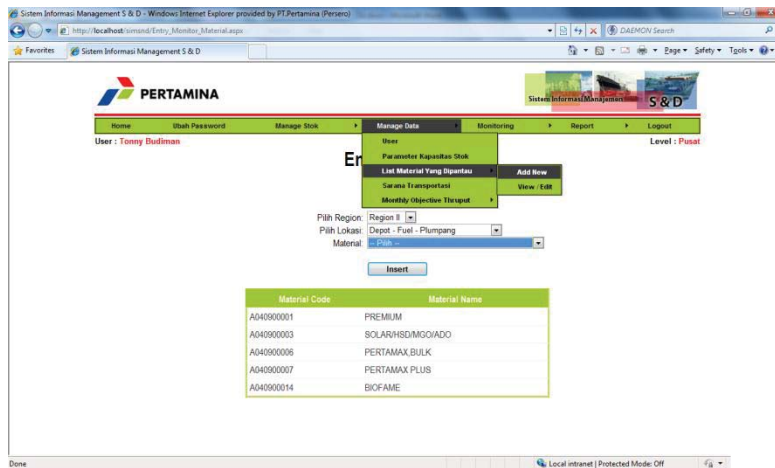 Sistem Informasi Management S & D - Windows Internet Explorer provided by PT.Pertamina (Persero)
http://localhost/simsnd/Entry_Monitor_Material.aspx
DAEMON Search
Favorites
Sistem Informasi Management S & D
Page Safety Tools
PERTAMINA
Sistem Informasi Manajemen S & D
Home Ubah Password Manage Stok Manage Data Monitoring Report Logout
User : Tonny Budiman
Level : Pusat
User
Parameter Kapasitas Stok
List Material Yang Dipantau
Add New
Sarana Transportasi
View / Edit
Monthly Objective Thruput
Pilih Region: Region II
Pilih Lokasi: Depot - Fuel - Plumpang
Material: -- Pilih --
Insert
Material Code Material Name
A040900001 PREMIUM
A040900003 SOLAR/HSD/MGO/ADO
A040900006 PERTAMAX,BULK
A040900007 PERTAMAX PLUS
A040900014 BIOFAME
Done
Local intranet | Protected Mode: Off